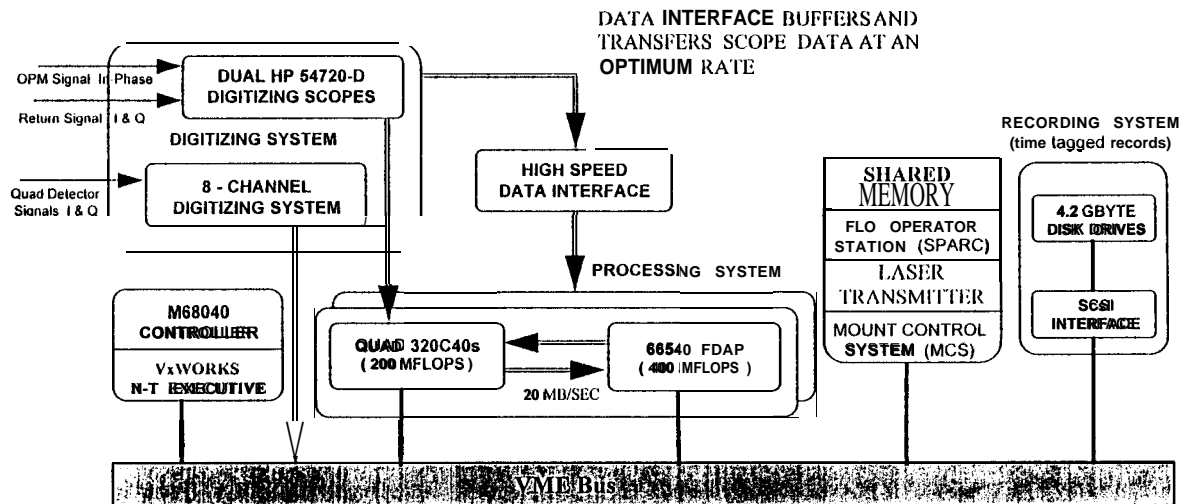 DATA INTERFACE BUFFERS AND
TRANSFERS SCOPE DATA AT AN
OPTIMUM RATE
OPM Signal In-Phase
Return Signal I & Q
DUAL HP 54720-D
DIGITIZING SCOPES
DIGITIZING SYSTEM
Quad Detector
Signals I & Q
8 - CHANNEL
DIGITIZING SYSTEM
HIGH SPEED
DATA INTERFACE
RECORDING SYSTEM
(time tagged records)
SHARED
MEMORY
FLO OPERATOR
STATION (SPARC)
LASER
TRANSMITTER
MOUNT CONTROL
SYSTEM (MCS)
4.2 GBYTE
DISK DRIVES
SCSI
INTERFACE
PROCESSING SYSTEM
M68040
CONTROLLER
VxWORKS
N-T EXECUTIVE
QUAD 320C40s
( 200 MFLOPS )
66540 FDAP
( 400 MFLOPS )
20 MB/SEC
VME Bus